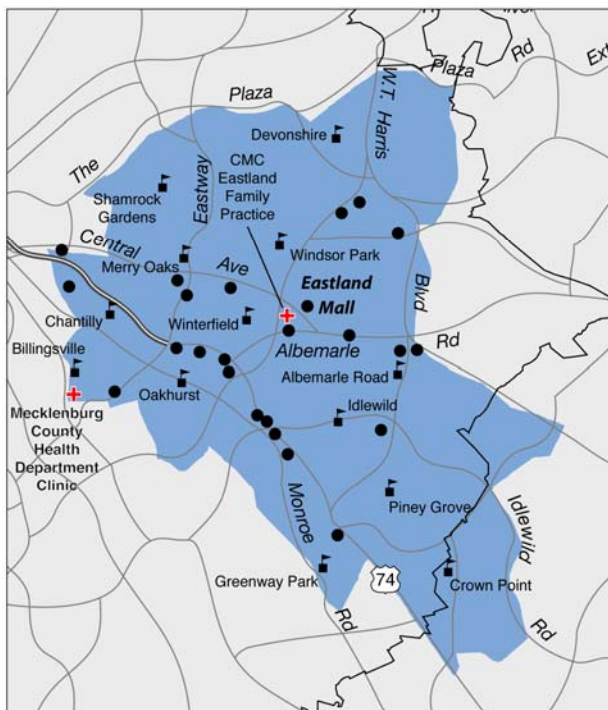 Rd
Plaza
Rd
Ext
W.T. Harris
Plaza
Devonshire
The
Eastway
CMC
Eastland
Family
Practice
Shamrock
Gardens
Central
Ave
Merry Oaks
Windsor Park
Blvd
Eastland
Mall
Chantilly
Winterfield
Albemarle
Rd
Billingsville
Oakhurst
Albemarle Road
Mecklenburg
County
Health
Department
Clinic
Idlewild
Monroe
Piney Grove
Idlewild
Greenway Park
74
Crown Point
Rd
Rd